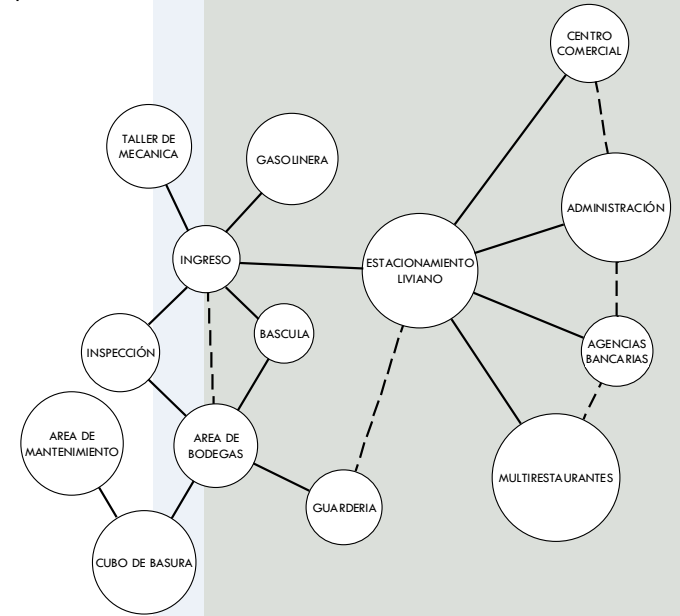 CENTRO
COMERCIAL
TALLER DE
MECANICA
GASOLINERA
ADMINISTRACIÓN
INGRESO
ESTACIONAMIENTO
LIVIANO
BASCULA
INSPECCIÓN
AGENCIAS
BANCARIAS
AREA DE
MANTENIMIENTO
AREA DE
BODEGAS
MULTIRESTAURANTES
GUARDERIA
CUBO DE BASURA